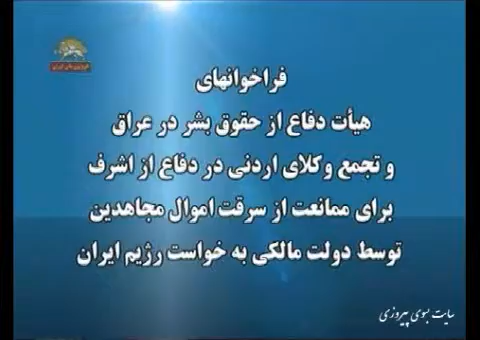 فراخوانهای
هیأت دفاع از حقوق بشر در عراق
و تجمع وکلای اردنی در دفاع از اشرف
برای ممانعت از سرقت اموال مجاهدین
توسط دولت مالکی به خواست رژیم ایران
سایت بسوی پیروزی